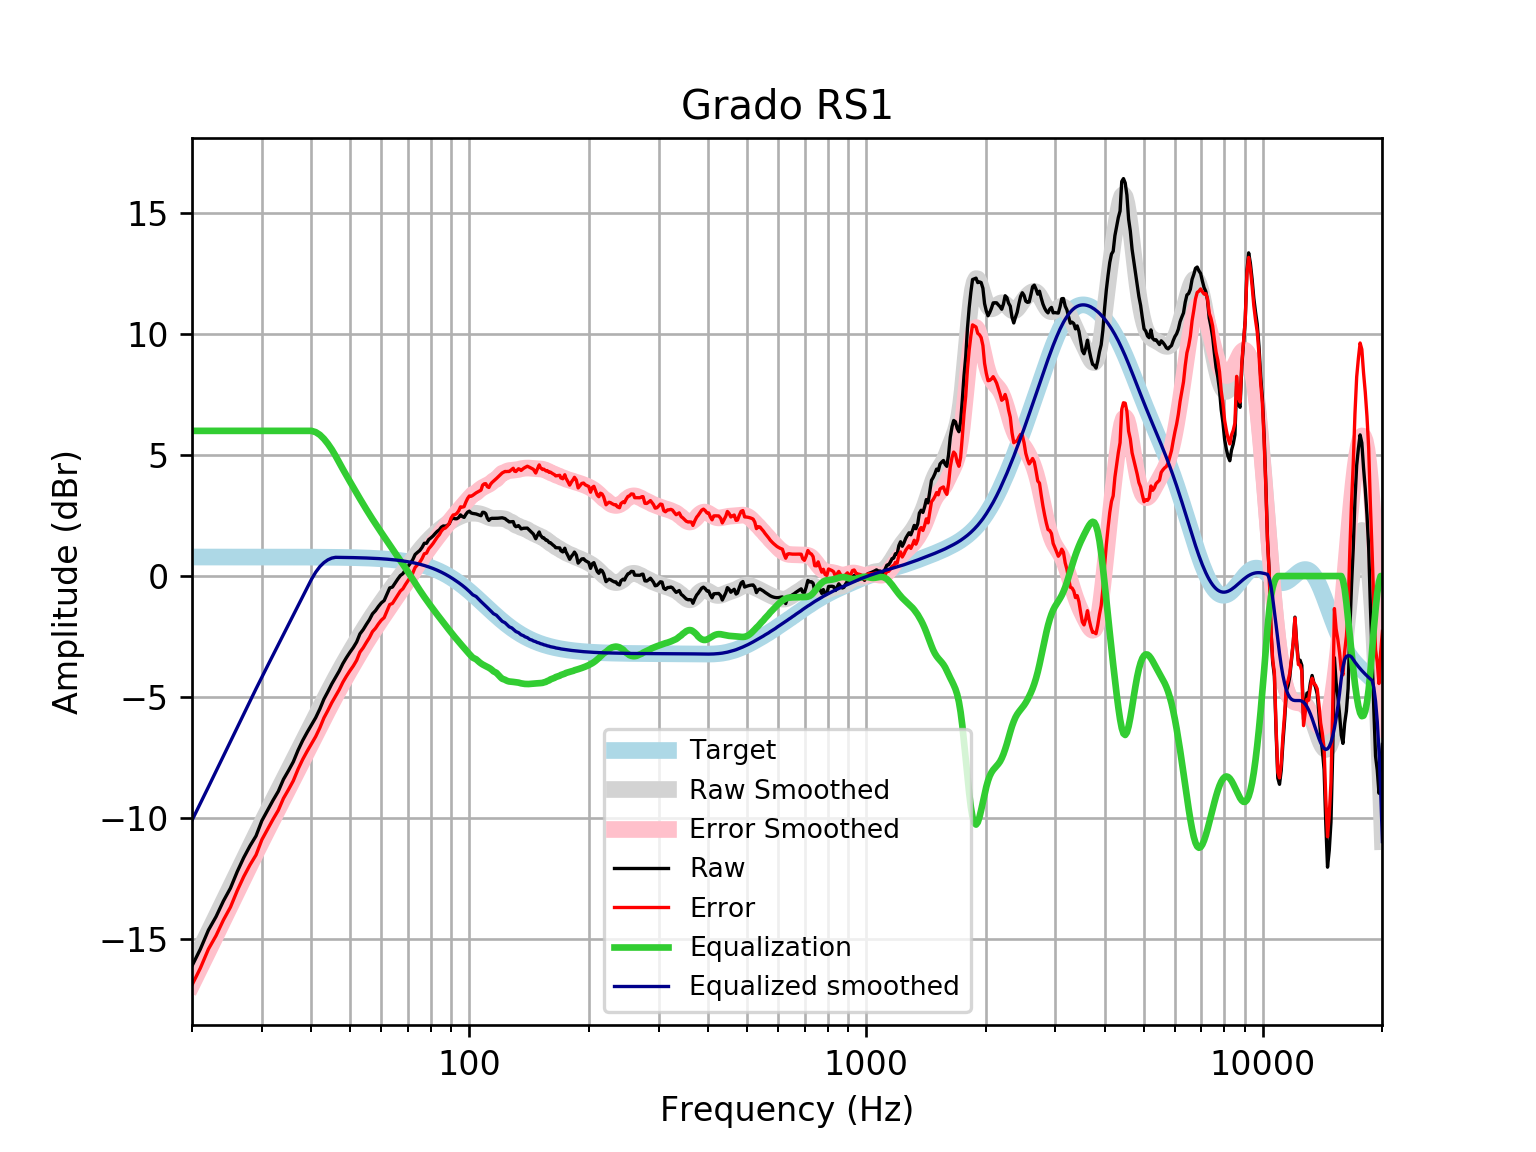 Grado RS1
Amplitude (dBr)
15
10
5
0
−5
−10
−15
Target
Raw Smoothed
Error Smoothed
Raw
Error
Equalization
Equalized smoothed
100
1000
10000
Frequency (Hz)